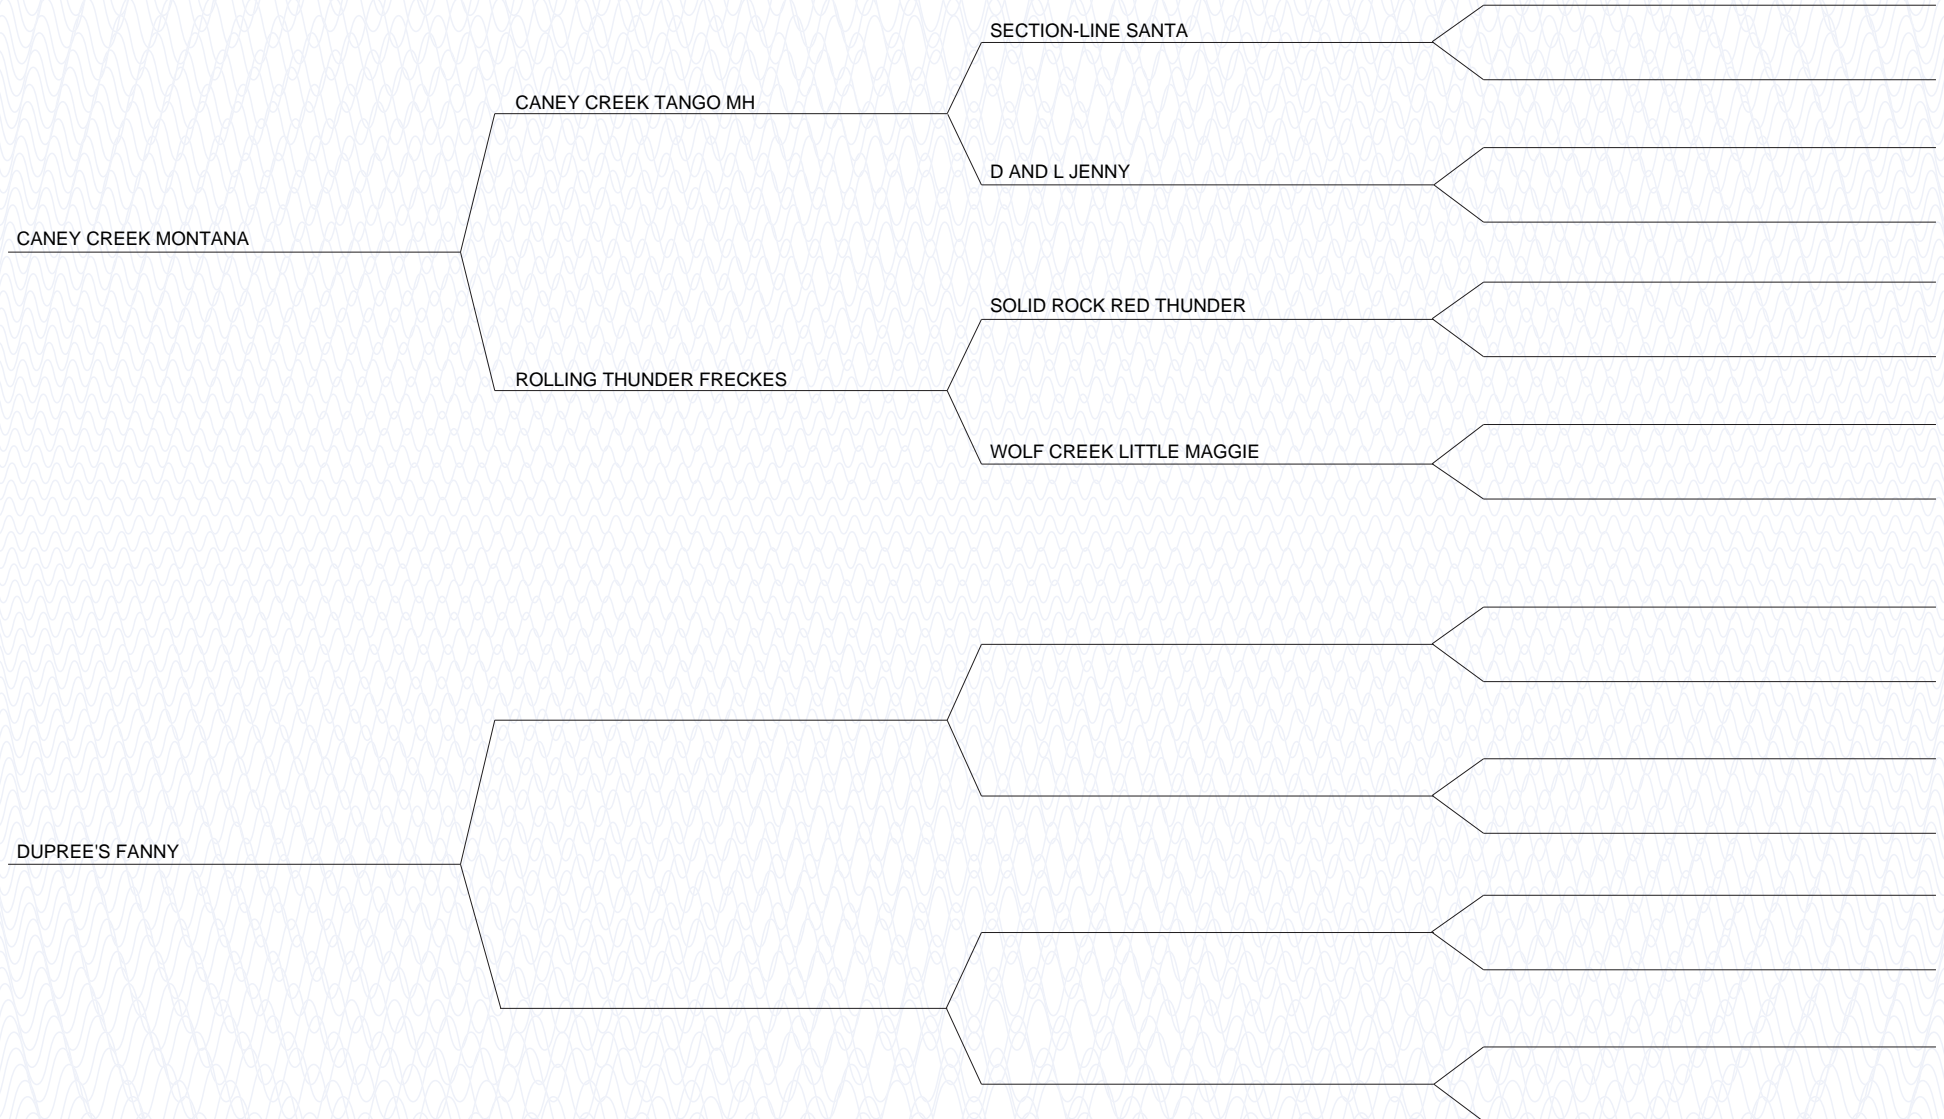 SECTION-LINE SANTA
CANEY CREEK TANGO MH
D AND L JENNY
CANEY CREEK MONTANA
SOLID ROCK RED THUNDER
ROLLING THUNDER FRECKES
WOLF CREEK LITTLE MAGGIE
DUPREE'S FANNY